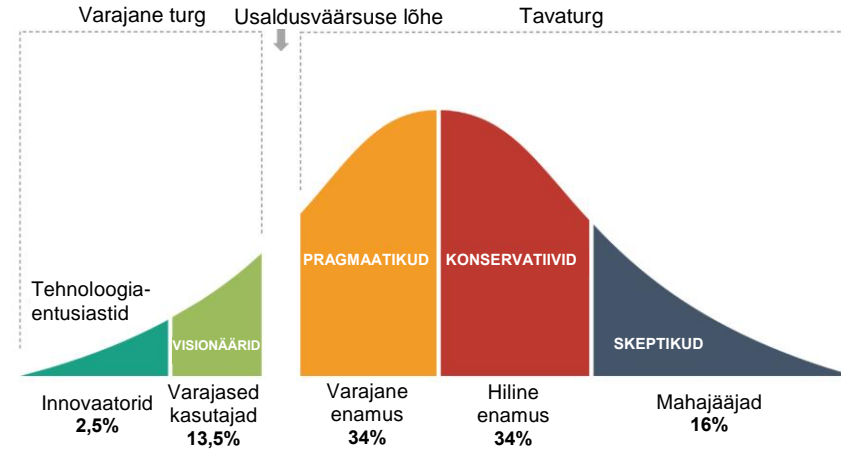 Varajane turg
Usaldusväärsuse lõhe
Tavaturg
Tehnoloogia-
entusiastid
VISIONÄÄRID
PRAGMAATIKUD
KONSERVATIIVID
SKEPTIKUD
Innovaatorid
2,5%
Varajased
kasutajad
13,5%
Varajane
enamus
34%
Hiline
enamus
34%
Mahajääjad
16%